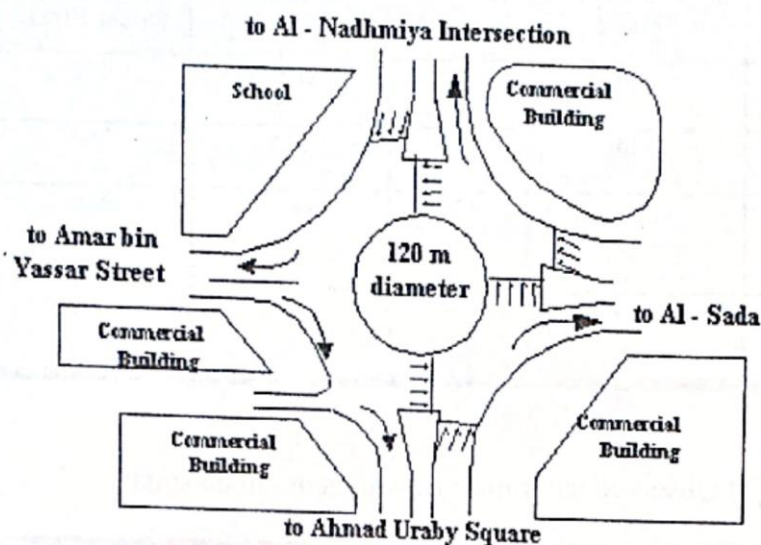 to Al - Nadhmiya Intersection
School
Commercial
Building
to Amar bin
Yassar Street
120 m
diameter
to Al - Sada
Commercial
Building
Commercial
Building
Commercial
Building
to Ahmad Uraby Square